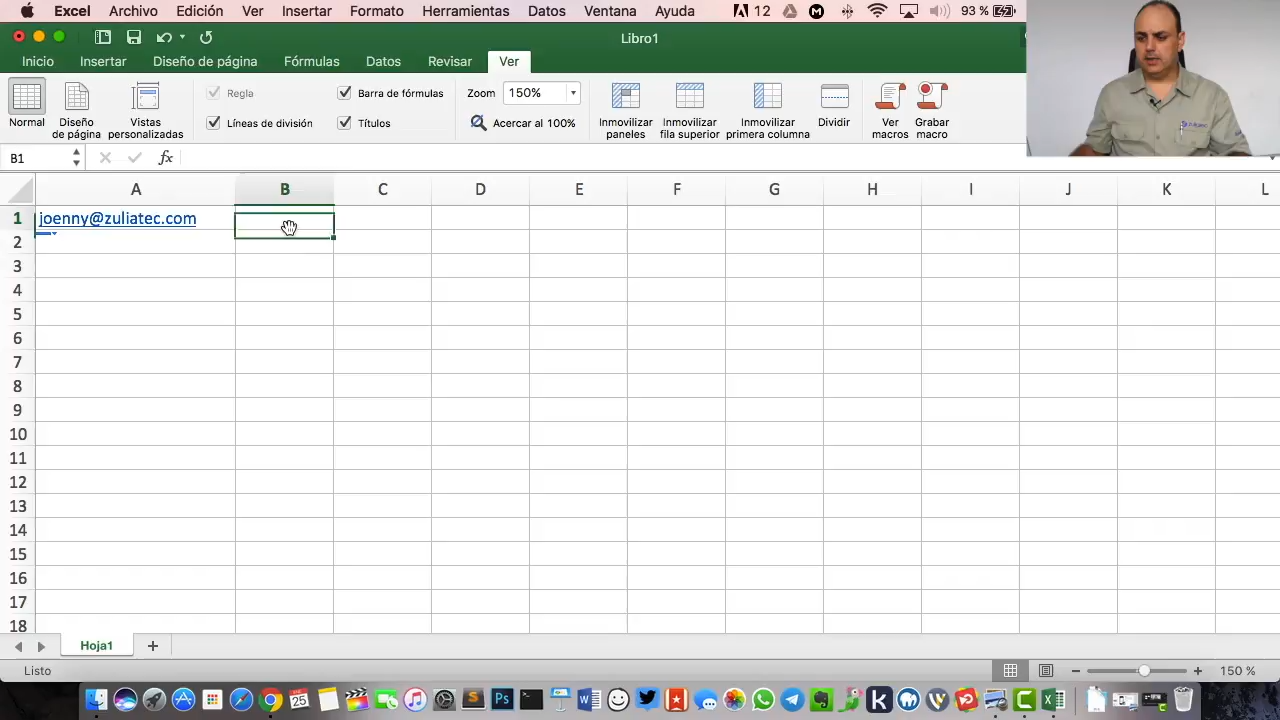 Excel Archivo Edición Ver Insertar Formato Herramientas Datos Ventana Ayuda 12 93 %
Libro1
Inicio Insertar Diseño de página Fórmulas Datos Revisar Ver
Normal
Diseño
de página
Vistas
personalizadas
Regla
Líneas de división
Barra de fórmulas
Títulos
Zoom 150%
Acercar al 100%
Inmovilizar
paneles
Inmovilizar
fila superior
Inmovilizar
primera columna
Dividir
Ver
macros
Grabar
macro
B1 fx
A B C D E F G H I J K L
1 joenny@zuliatec.com
2
3
4
5
6
7
8
9
10
11
12
13
14
15
16
17
18
Hoja1
Listo 150 %
25